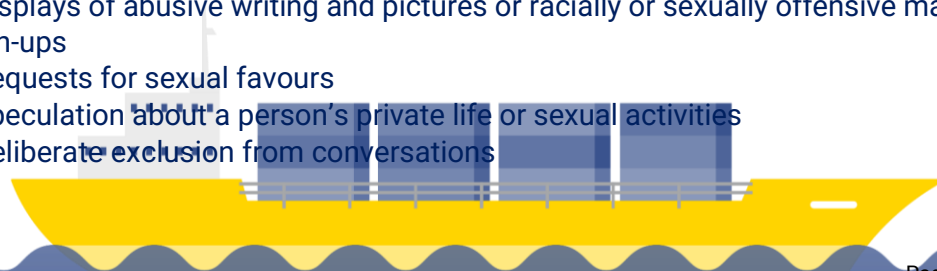 splays of abusive writing and pictures or racially or sexually offensive ma
n-ups
equests for sexual favours
peculation about a person's private life or sexual activities
eliberate exclusion from conversations